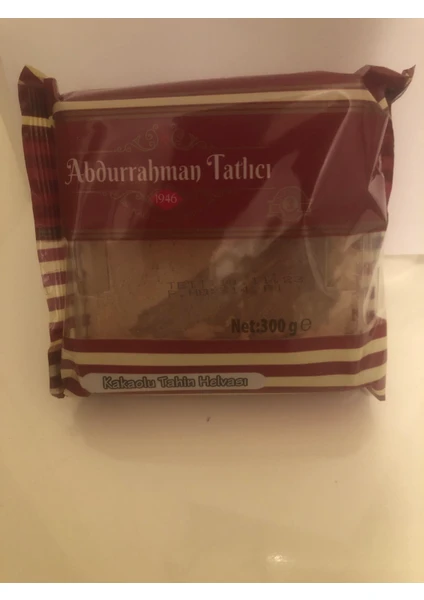 Abdurrahman Tatlıcı
1946
Net:300 g ℮
Kakaolu Tahin Helvası